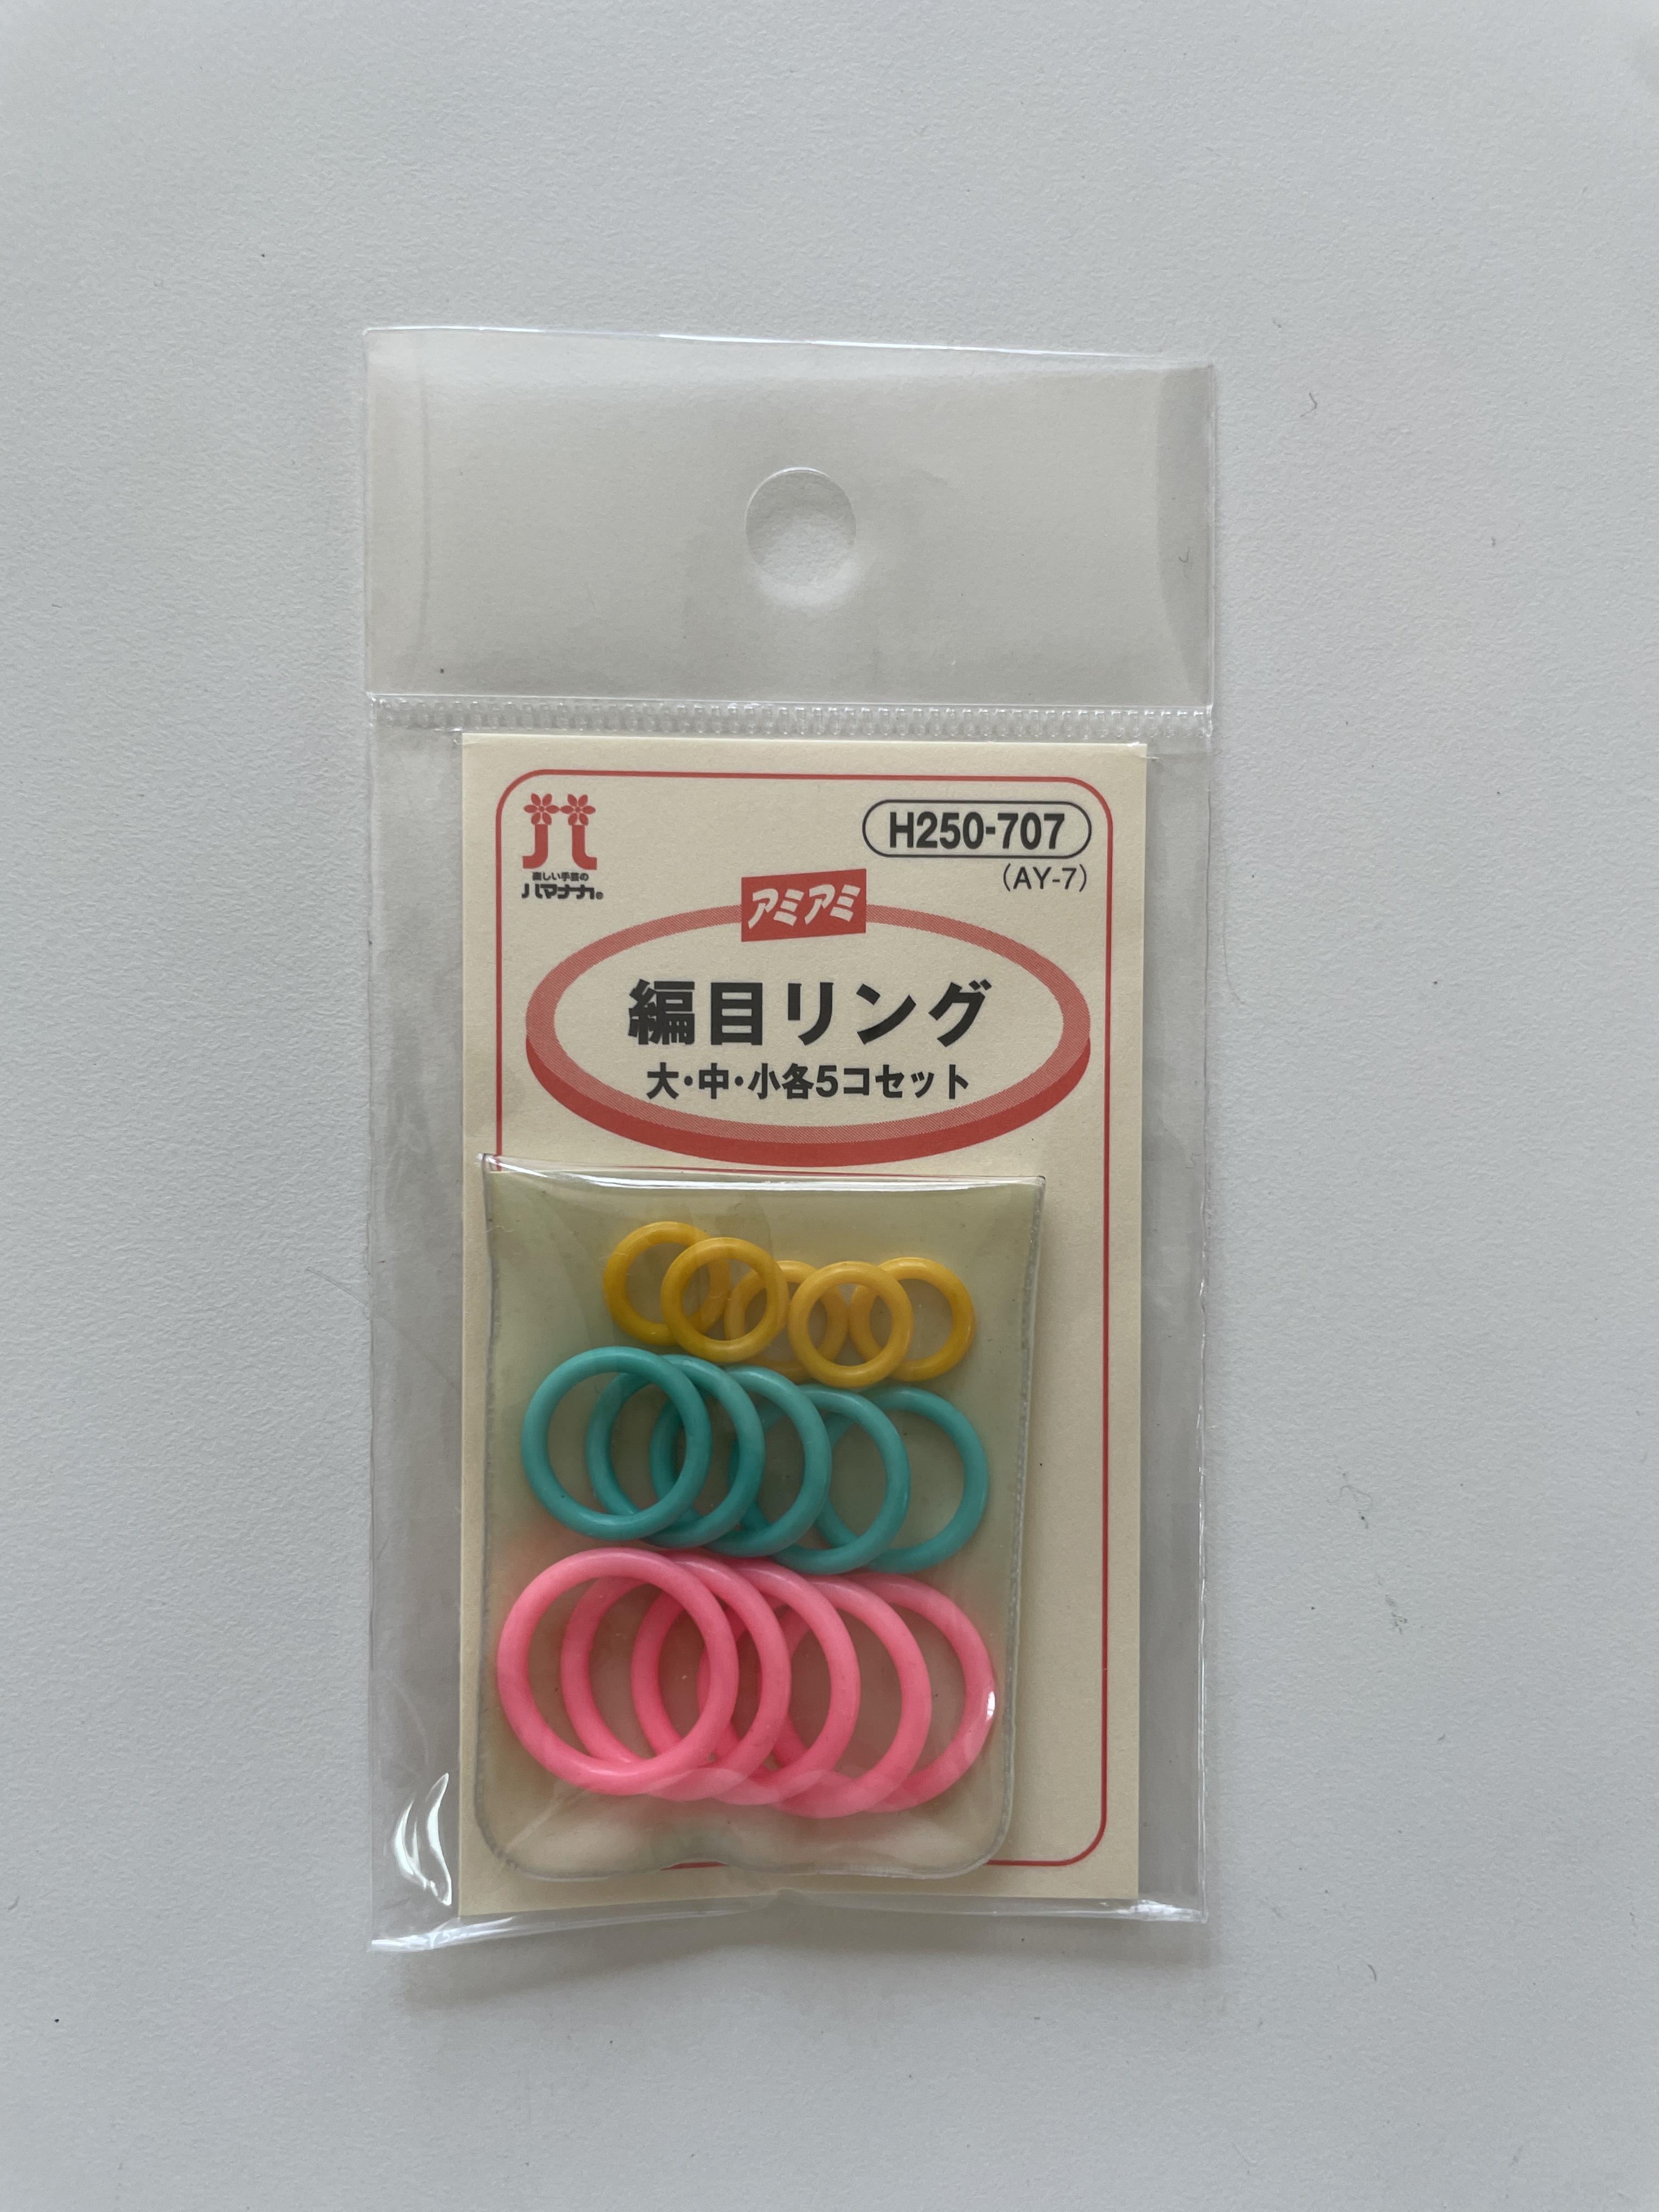 楽しい手芸の
ハマナカ®
H250-707
(AY-7)
アミアミ
編目リング
大・中・小各5コセット